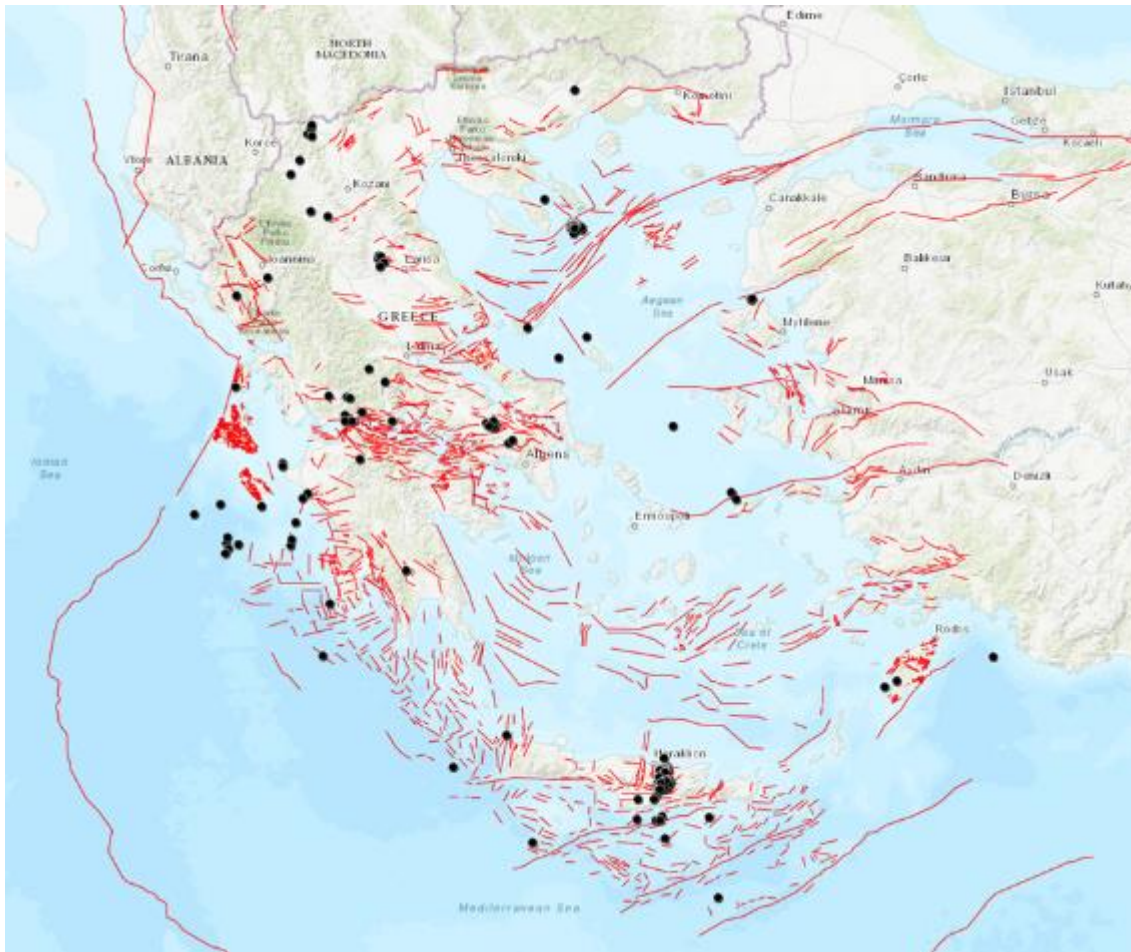 Edirne
NORTH
MACEDONIA
Tirana
Corlu
Istanbul
Komotini
Gebze
Marmara
Sea
Kocaeli
Korce
Vlore
ALBANIA
Thessaloniki
Kozani
Bandirma
Bursa
Canakkale
Ioannina
Larisa
Balikesir
Aegean
Sea
GREECE
Mytilene
Lamia
Manisa
Usak
Izmir
Ionian
Sea
Athens
Aydin
Denizli
Ermoupoli
Sea
Rodos
Sea of
Crete
Heraklion
Mediterranean Sea